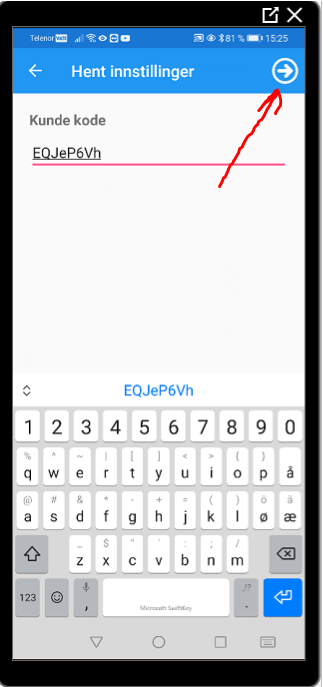 Telenor VoLTE 81 % 15:25
Hent innstillinger
Kunde kode
EQJeP6Vh
EQJeP6Vh
1 2 3 4 5 6 7 8 9 0
% ^ ~ | [ ] < > { }
q w e r t y u i o p å
@ # & * - + = ( ) ö ä
a s d f g h j k l ø æ
_ $ " ' : ; /
z x c v b n m
123 , Microsoft SwiftKey . ,!?